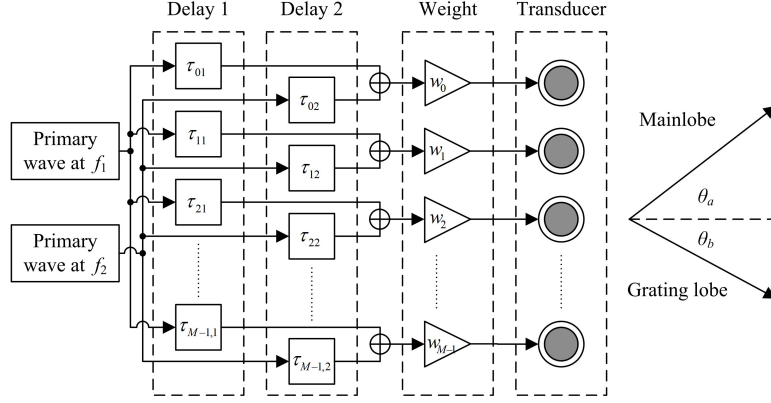 Delay 1 Delay 2 Weight Transducer
τ01
τ02
w0
Primary
wave at f1
τ11
τ12
w1
Mainlobe
τ21
τ22
w2
θa
Primary
wave at f2
θb
Grating lobe
τM−1,1
τM−1,2
wM−1